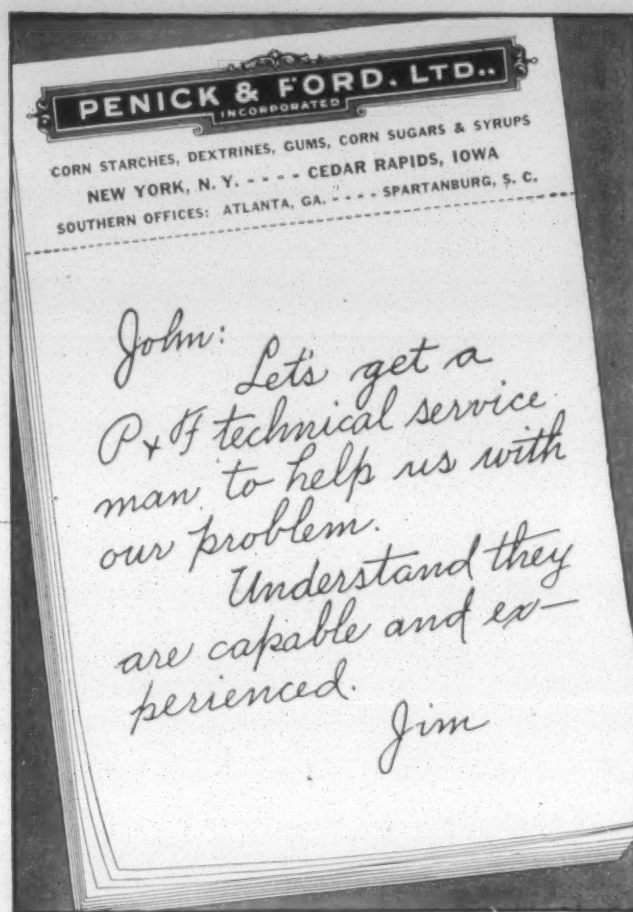 PENICK & FORD. LTD..
INCORPORATED
CORN STARCHES, DEXTRINES, GUMS, CORN SUGARS & SYRUPS
NEW YORK, N. Y. - - - - CEDAR RAPIDS, IOWA
SOUTHERN OFFICES: ATLANTA, GA. - - - - SPARTANBURG, S. C.
John:
Let's get a
P + F technical service
man to help us with
our problem.
Understand they
are capable and ex—
perienced.
Jim